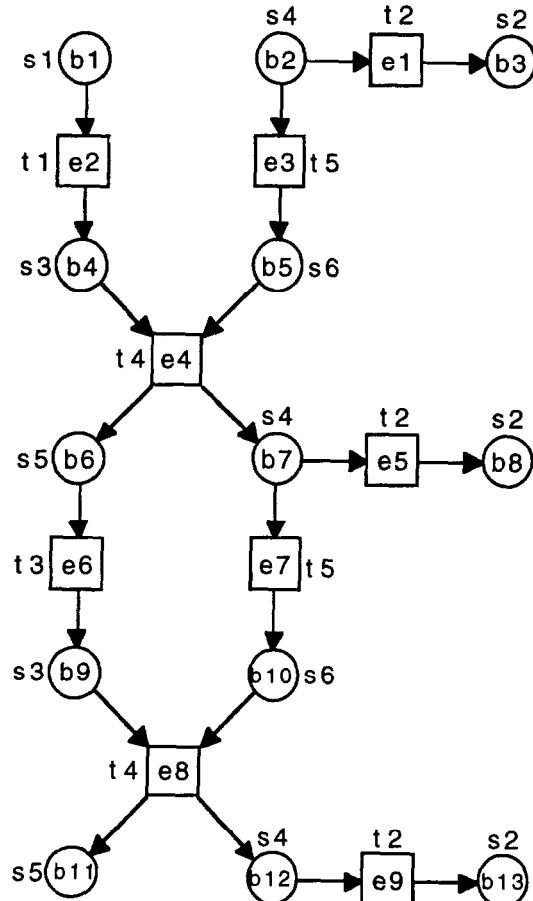 s4 t2 s2
s1 b1 b2 e1 b3
t1 e2 e3 t5
s3 b4 b5 s6
t4 e4
s4 t2 s2
s5 b6 b7 e5 b8
t3 e6 e7 t5
s3 b9 b10 s6
t4 e8
s4 t2 s2
s5 b11 b12 e9 b13